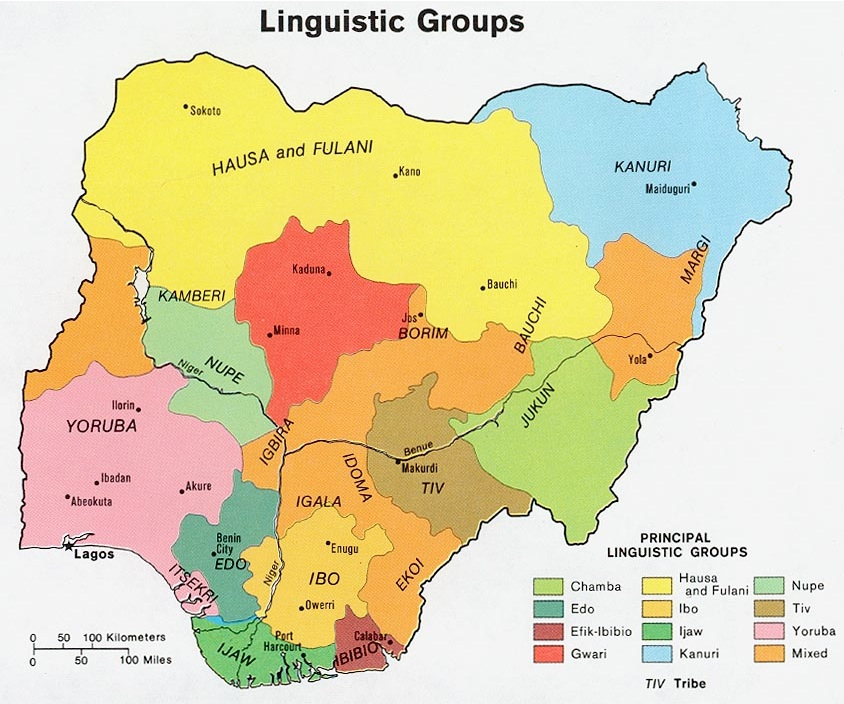 Linguistic Groups
Sokoto
HAUSA and FULANI
Kano
KANURI
Maiduguri
MARGI
Kaduna
Bauchi
KAMBERI
Jos
BORIM
BAUCHI
Minna
Yola
Niger
NUPE
JUKUN
Ilorin
YORUBA
IGBIRA
Benue
Makurdi
IDOMA
TIV
Ibadan
Abeokuta
Akure
IGALA
Benin
City
EDO
Enugu
Lagos
ITSEKRI
Niger
IBO
EKOI
Owerri
Port
Harcourt
Calabar
IJAW
IBIBIO
0 50 100 Kilometers
0 50 100 Miles
PRINCIPAL
LINGUISTIC GROUPS
Chamba
Edo
Efik-Ibibio
Gwari
Hausa
and Fulani
Ibo
Ijaw
Kanuri
Nupe
Tiv
Yoruba
Mixed
TIV Tribe